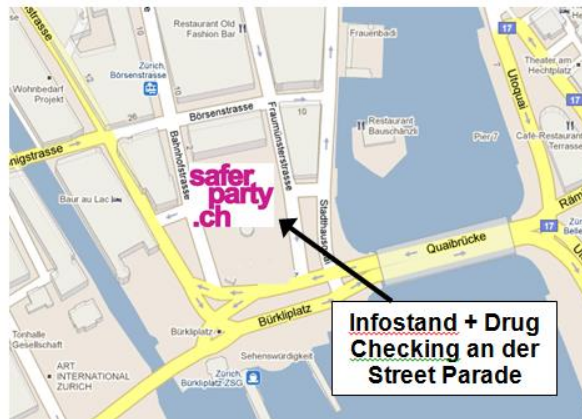 Restaurant Old
Fashion Bar
Frauenbadi
Utoquai
17
Theater am
Hechtplatz
Zürich,
Börsenstrasse
Wohnbedarf
Projekt
10
10
26
Börsenstrasse
Fraumünsterstrasse
Bahnhofstrasse
Restaurant
Bauschänzli
Pier 7
Café-Restaurant
Terrasse
nigstrasse
safer
party
.ch
Baur au Lac
Stadthausquai
Quaibrücke
17
Bürkliplatz
Bürkliplatz
Infostand + Drug
Checking an der
Street Parade
Tonhalle
Gesellschaft
ART
INTERNATIONAL
ZURICH
Sehenswürdigkeit
Zürich,
Bürkliplatz ZSG